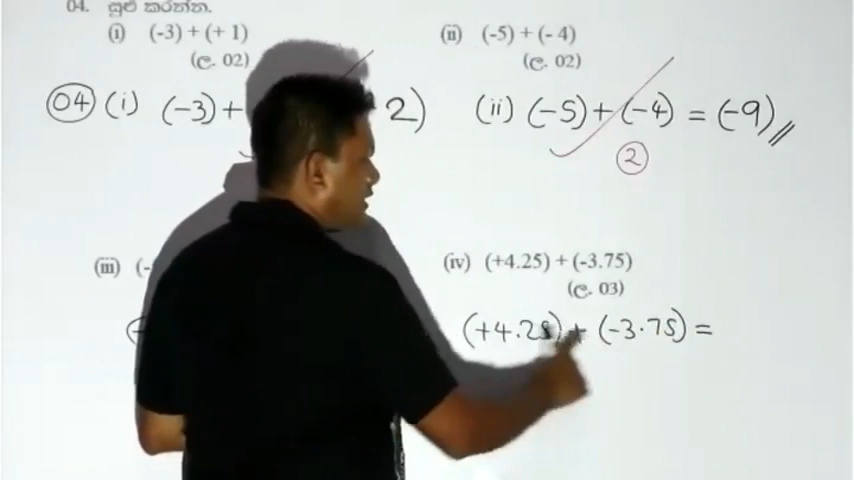 04. සුළු කරන්න.
(i) (-3) + (+ 1)
(ii) (-5) + (- 4)
(ල. 02)
(ල. 02)
04 (i) (-3)+ 2)
(ii) (-5)+(-4) = (-9)
2
(iii) (-
(iv) (+4.25) + (-3.75)
(ල. 03)
(+4.25)+(-3.75) =